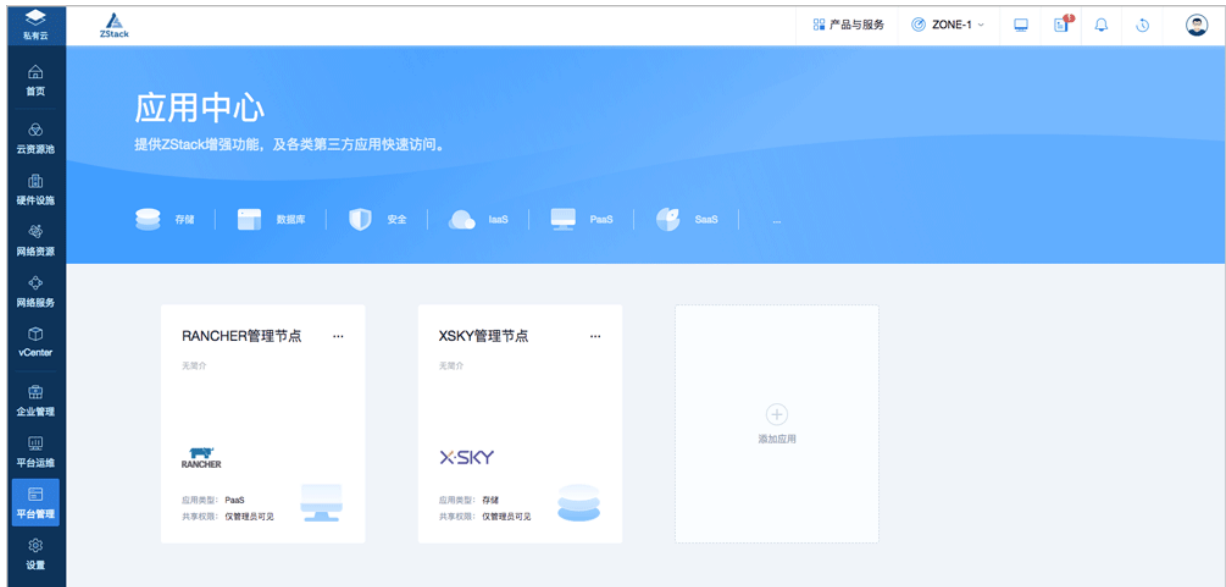 私有云
ZStack
产品与服务
ZONE-1
1
首页
云资源池
硬件设施
网络资源
网络服务
vCenter
企业管理
平台运维
平台管理
设置
应用中心
提供ZStack增强功能，及各类第三方应用快速访问。
存储
数据库
安全
IaaS
PaaS
SaaS
...
RANCHER管理节点 ...
无简介
RANCHER
应用类型： PaaS
共享权限： 仅管理员可见
XSKY管理节点 ...
无简介
X·SKY
应用类型： 存储
共享权限： 仅管理员可见
添加应用